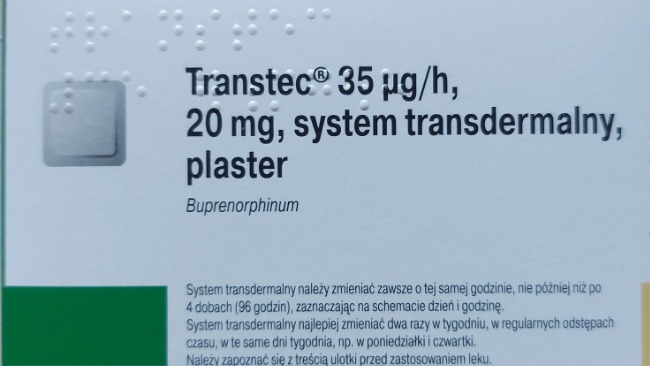 Transtec® 35 µg/h,
20 mg, system transdermalny,
plaster
Buprenorphinum
System transdermalny należy zmieniać zawsze o tej samej godzinie, nie później niż po
4 dobach (96 godzin), zaznaczając na schemacie dzień i godzinę.
System transdermalny najlepiej zmieniać dwa razy w tygodniu, w regularnych odstępach
czasu, w te same dni tygodnia, np. w poniedziałki i czwartki.
Należy zapoznać się z treścią ulotki przed zastosowaniem leku.